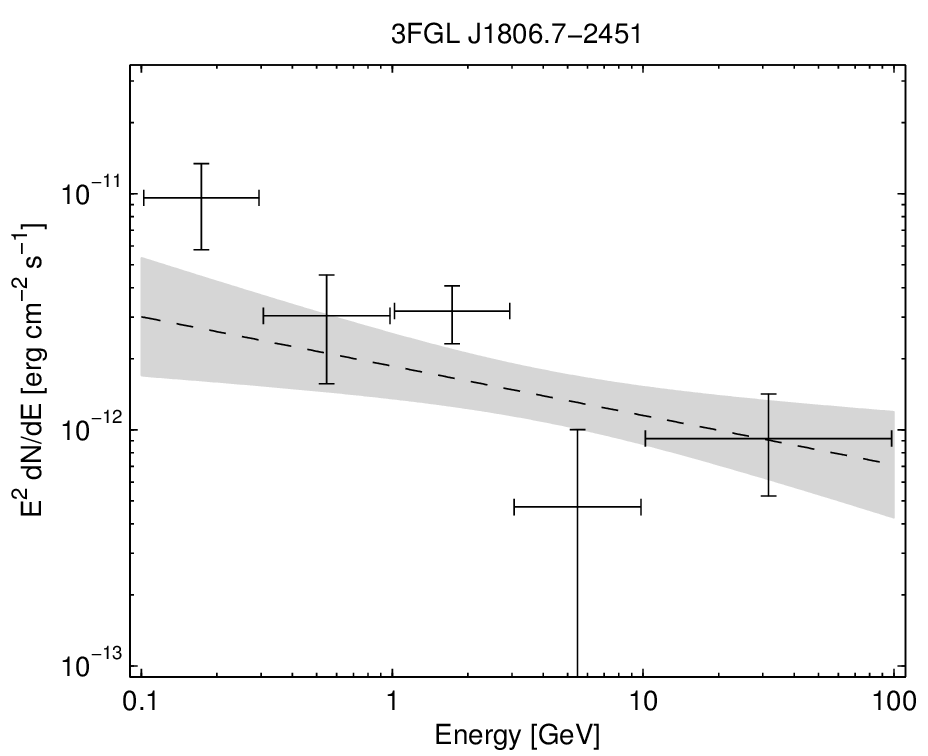 3FGL J1806.7−2451
10⁻¹¹
10⁻¹²
10⁻¹³
E² dN/dE [erg cm⁻² s⁻¹]
0.1 1 10 100
Energy [GeV]